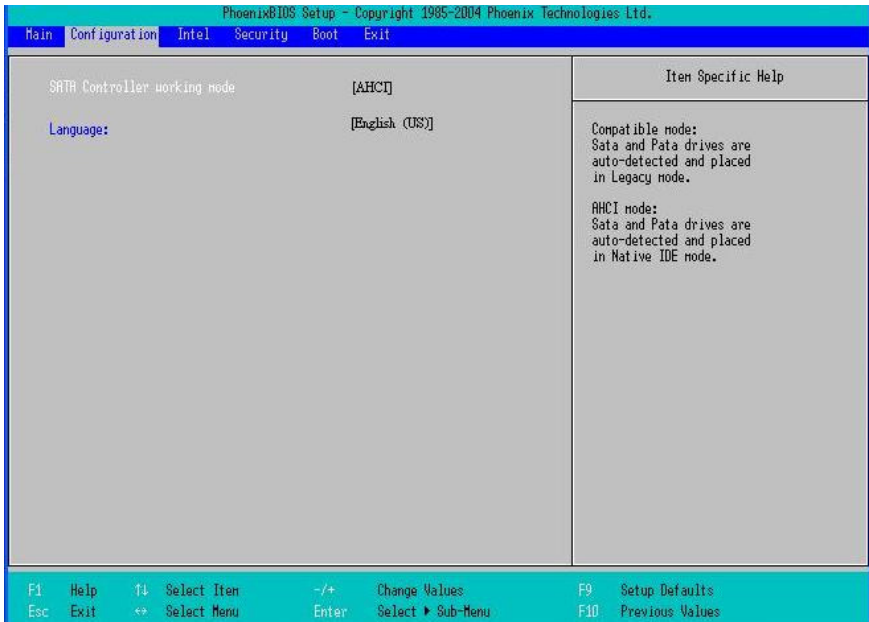 PhoenixBIOS Setup - Copyright 1985-2004 Phoenix Technologies Ltd.
Main Configuration Intel Security Boot Exit
SATA Controller working mode [AHCI]
Language: [English (US)]
Item Specific Help
Compatible mode:
Sata and Pata drives are
auto-detected and placed
in Legacy mode.
AHCI mode:
Sata and Pata drives are
auto-detected and placed
in Native IDE mode.
F1 Help ↑↓ Select Item -/+ Change Values F9 Setup Defaults
Esc Exit ↔ Select Menu Enter Select ▶ Sub-Menu F10 Previous Values